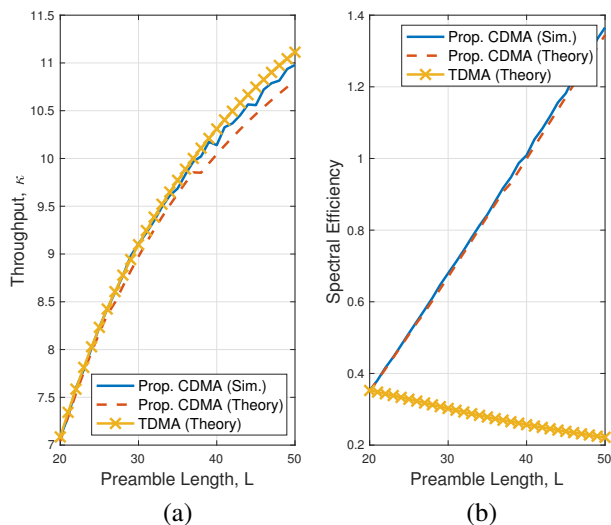 11.5
11
10.5
10
9.5
9
8.5
8
7.5
7
Throughput, κ
Prop. CDMA (Sim.)
Prop. CDMA (Theory)
TDMA (Theory)
20 30 40 50
Preamble Length, L
(a)
1.4
1.2
1
0.8
0.6
0.4
0.2
Spectral Efficiency
Prop. CDMA (Sim.)
Prop. CDMA (Theory)
TDMA (Theory)
20 30 40 50
Preamble Length, L
(b)